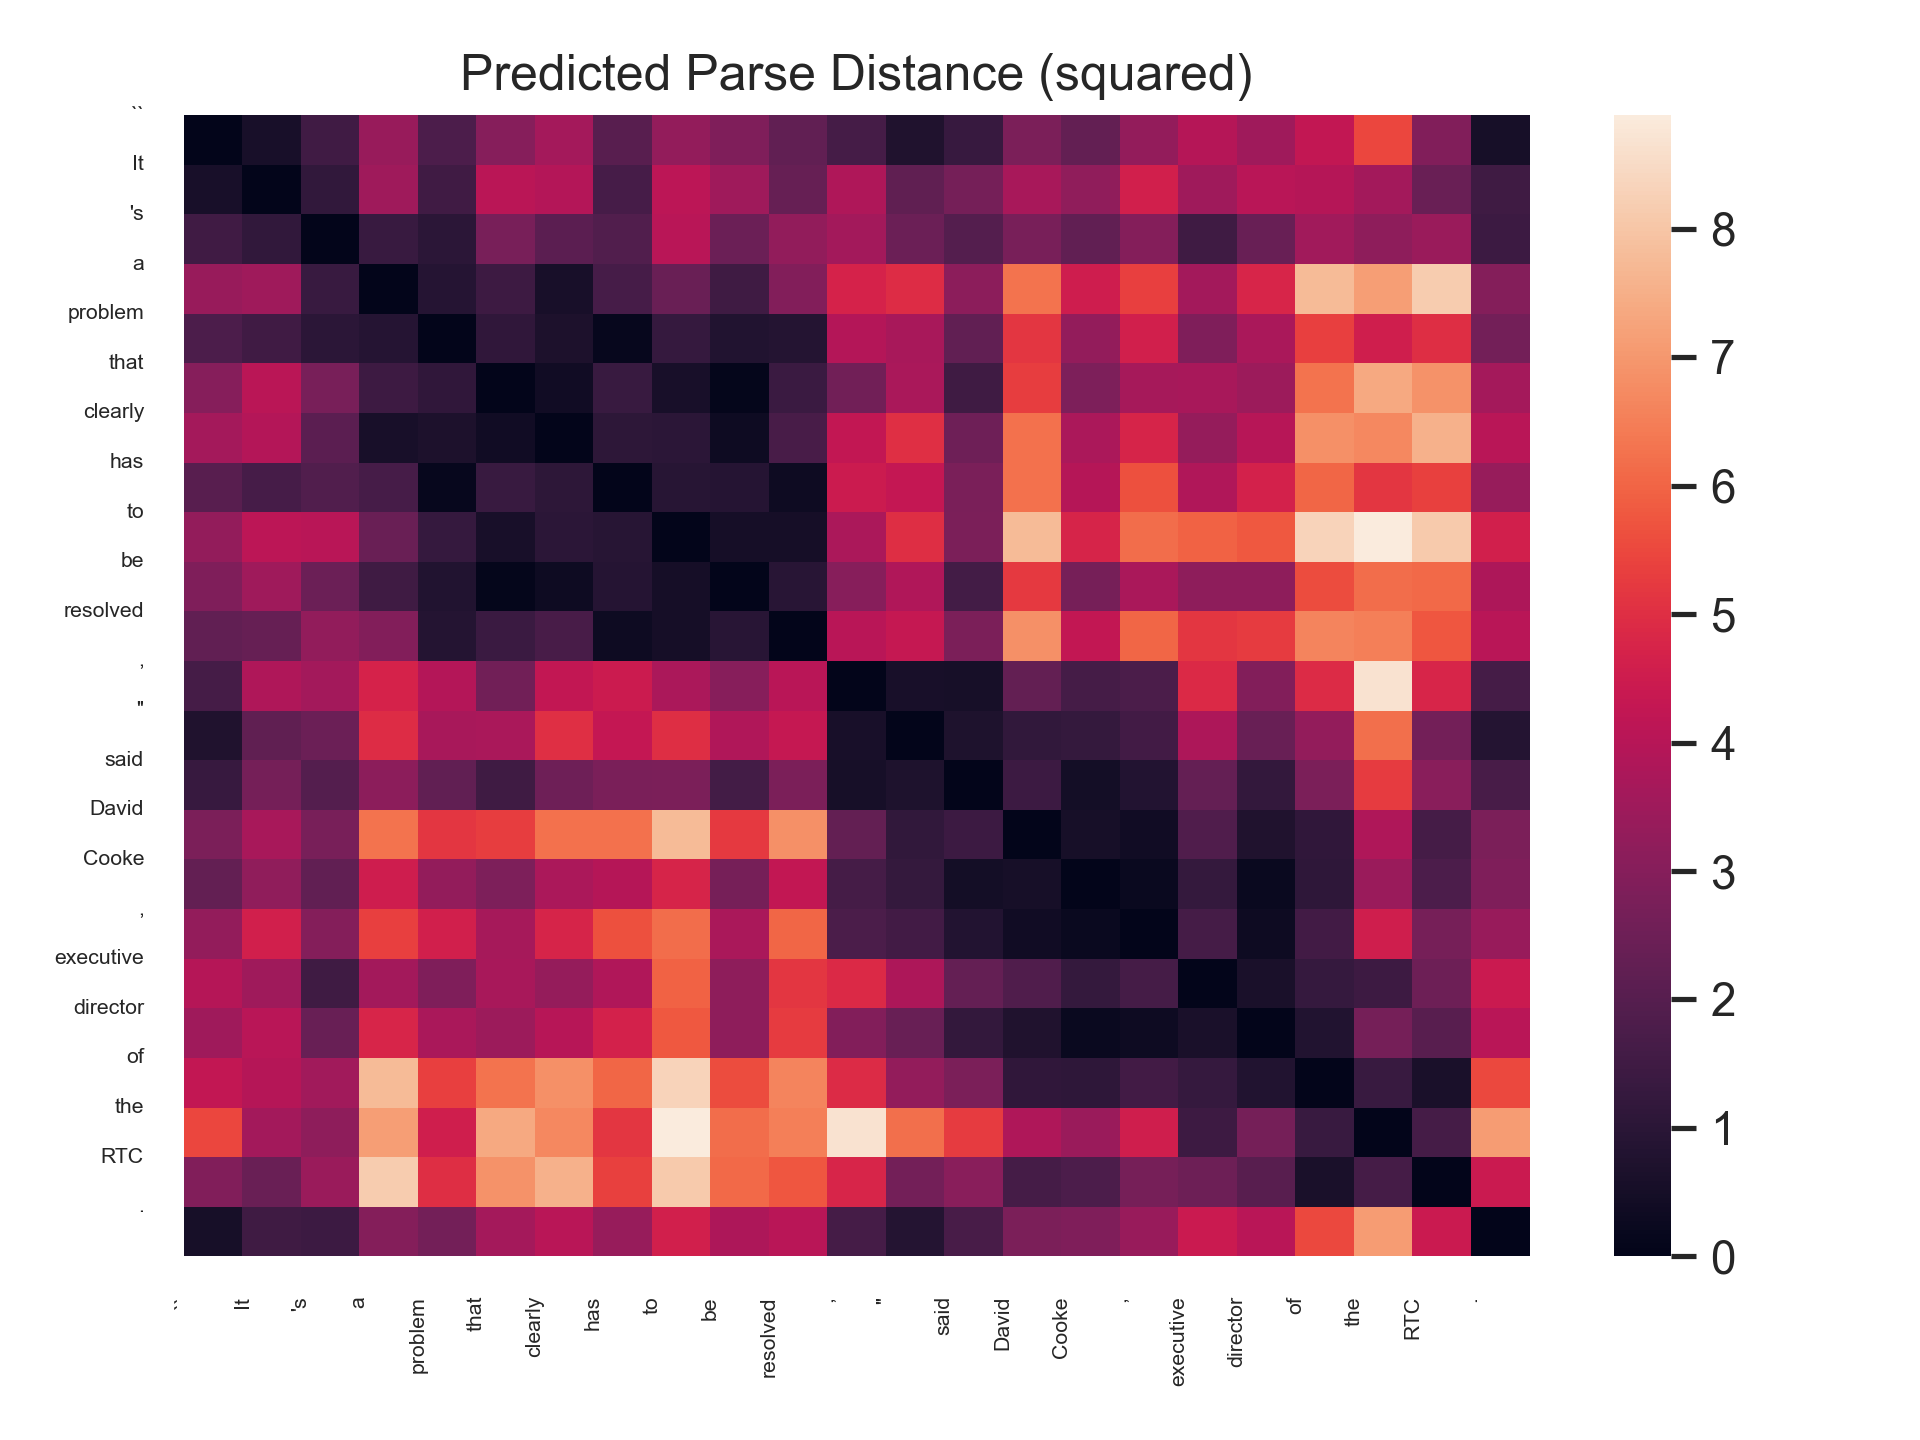 Predicted Parse Distance (squared)
``
It
's
a
problem
that
clearly
has
to
be
resolved
,
"
said
David
Cooke
,
executive
director
of
the
RTC
.
8
7
6
5
4
3
2
1
0
`` It 's a problem that clearly has to be resolved , " said David Cooke , executive director of the RTC .